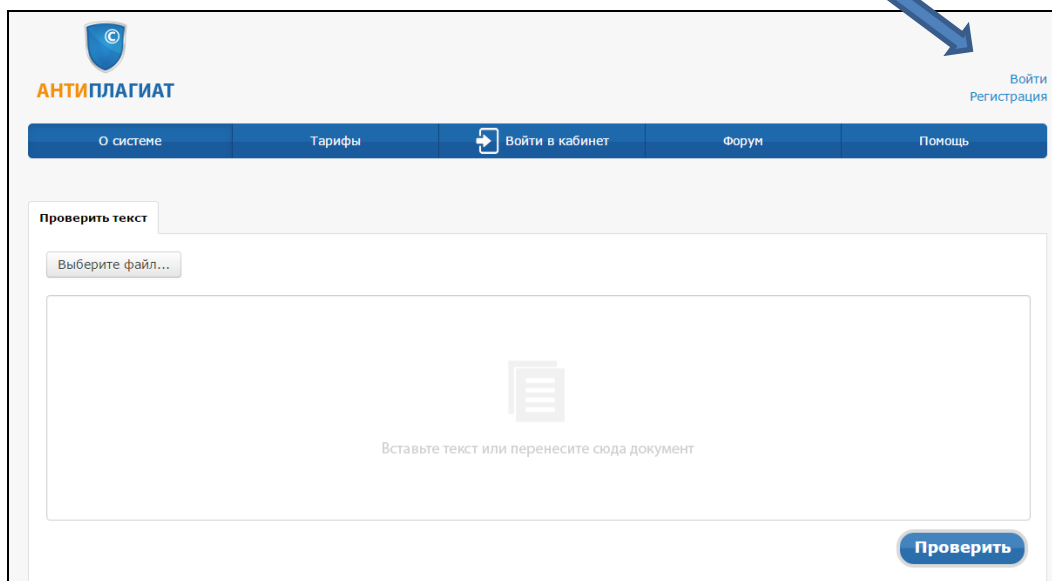 ©
АНТИПЛАГИАТ
Войти
Регистрация
О системе Тарифы Войти в кабинет Форум Помощь
Проверить текст
Выберите файл...
Вставьте текст или перенесите сюда документ
Проверить